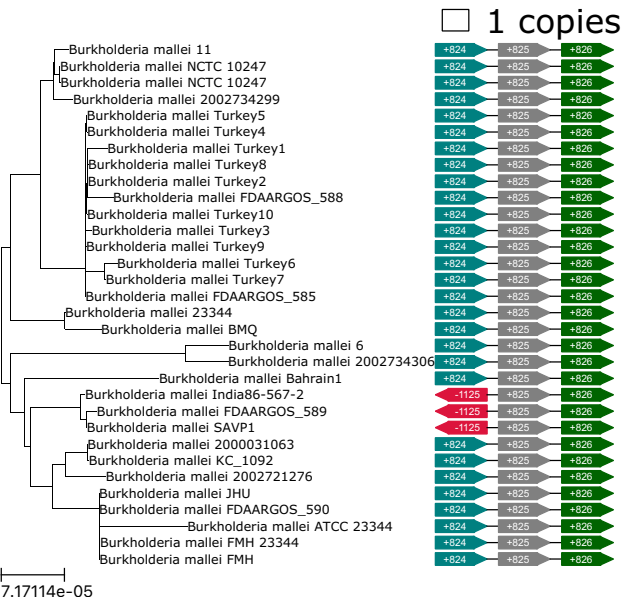 1 copies
Burkholderia mallei 11 +824 +825 +826
Burkholderia mallei NCTC 10247 +824 +825 +826
Burkholderia mallei NCTC 10247 +824 +825 +826
Burkholderia mallei 2002734299 +824 +825 +826
Burkholderia mallei Turkey5 +824 +825 +826
Burkholderia mallei Turkey4 +824 +825 +826
Burkholderia mallei Turkey1 +824 +825 +826
Burkholderia mallei Turkey8 +824 +825 +826
Burkholderia mallei Turkey2 +824 +825 +826
Burkholderia mallei FDAARGOS_588 +824 +825 +826
Burkholderia mallei Turkey10 +824 +825 +826
Burkholderia mallei Turkey3 +824 +825 +826
Burkholderia mallei Turkey9 +824 +825 +826
Burkholderia mallei Turkey6 +824 +825 +826
Burkholderia mallei Turkey7 +824 +825 +826
Burkholderia mallei FDAARGOS_585 +824 +825 +826
Burkholderia mallei 23344 +824 +825 +826
Burkholderia mallei BMQ +824 +825 +826
Burkholderia mallei 6 +824 +825 +826
Burkholderia mallei 2002734306 +824 +825 +826
Burkholderia mallei Bahrain1 +824 +825 +826
Burkholderia mallei India86-567-2 -1125 +825 +826
Burkholderia mallei FDAARGOS_589 -1125 +825 +826
Burkholderia mallei SAVP1 -1125 +825 +826
Burkholderia mallei 2000031063 +824 +825 +826
Burkholderia mallei KC_1092 +824 +825 +826
Burkholderia mallei 2002721276 +824 +825 +826
Burkholderia mallei JHU +824 +825 +826
Burkholderia mallei FDAARGOS_590 +824 +825 +826
Burkholderia mallei ATCC 23344 +824 +825 +826
Burkholderia mallei FMH 23344 +824 +825 +826
Burkholderia mallei FMH +824 +825 +826
7.17114e-05